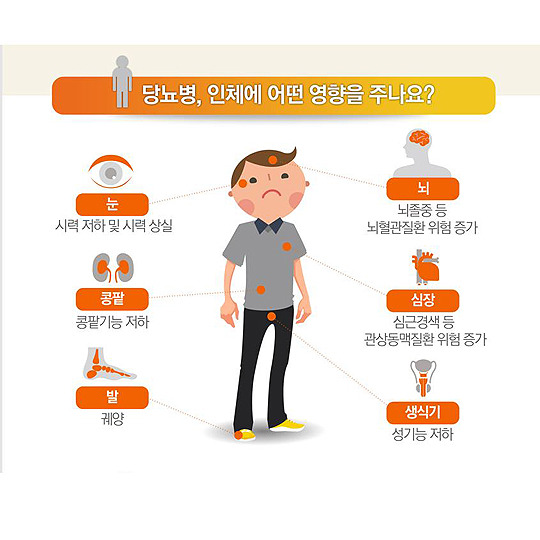 당뇨병, 인체에 어떤 영향을 주나요?
눈
시력 저하 및 시력 상실
콩팥
콩팥기능 저하
발
궤양
뇌
뇌졸중 등
뇌혈관질환 위험 증가
심장
심근경색 등
관상동맥질환 위험 증가
생식기
성기능 저하